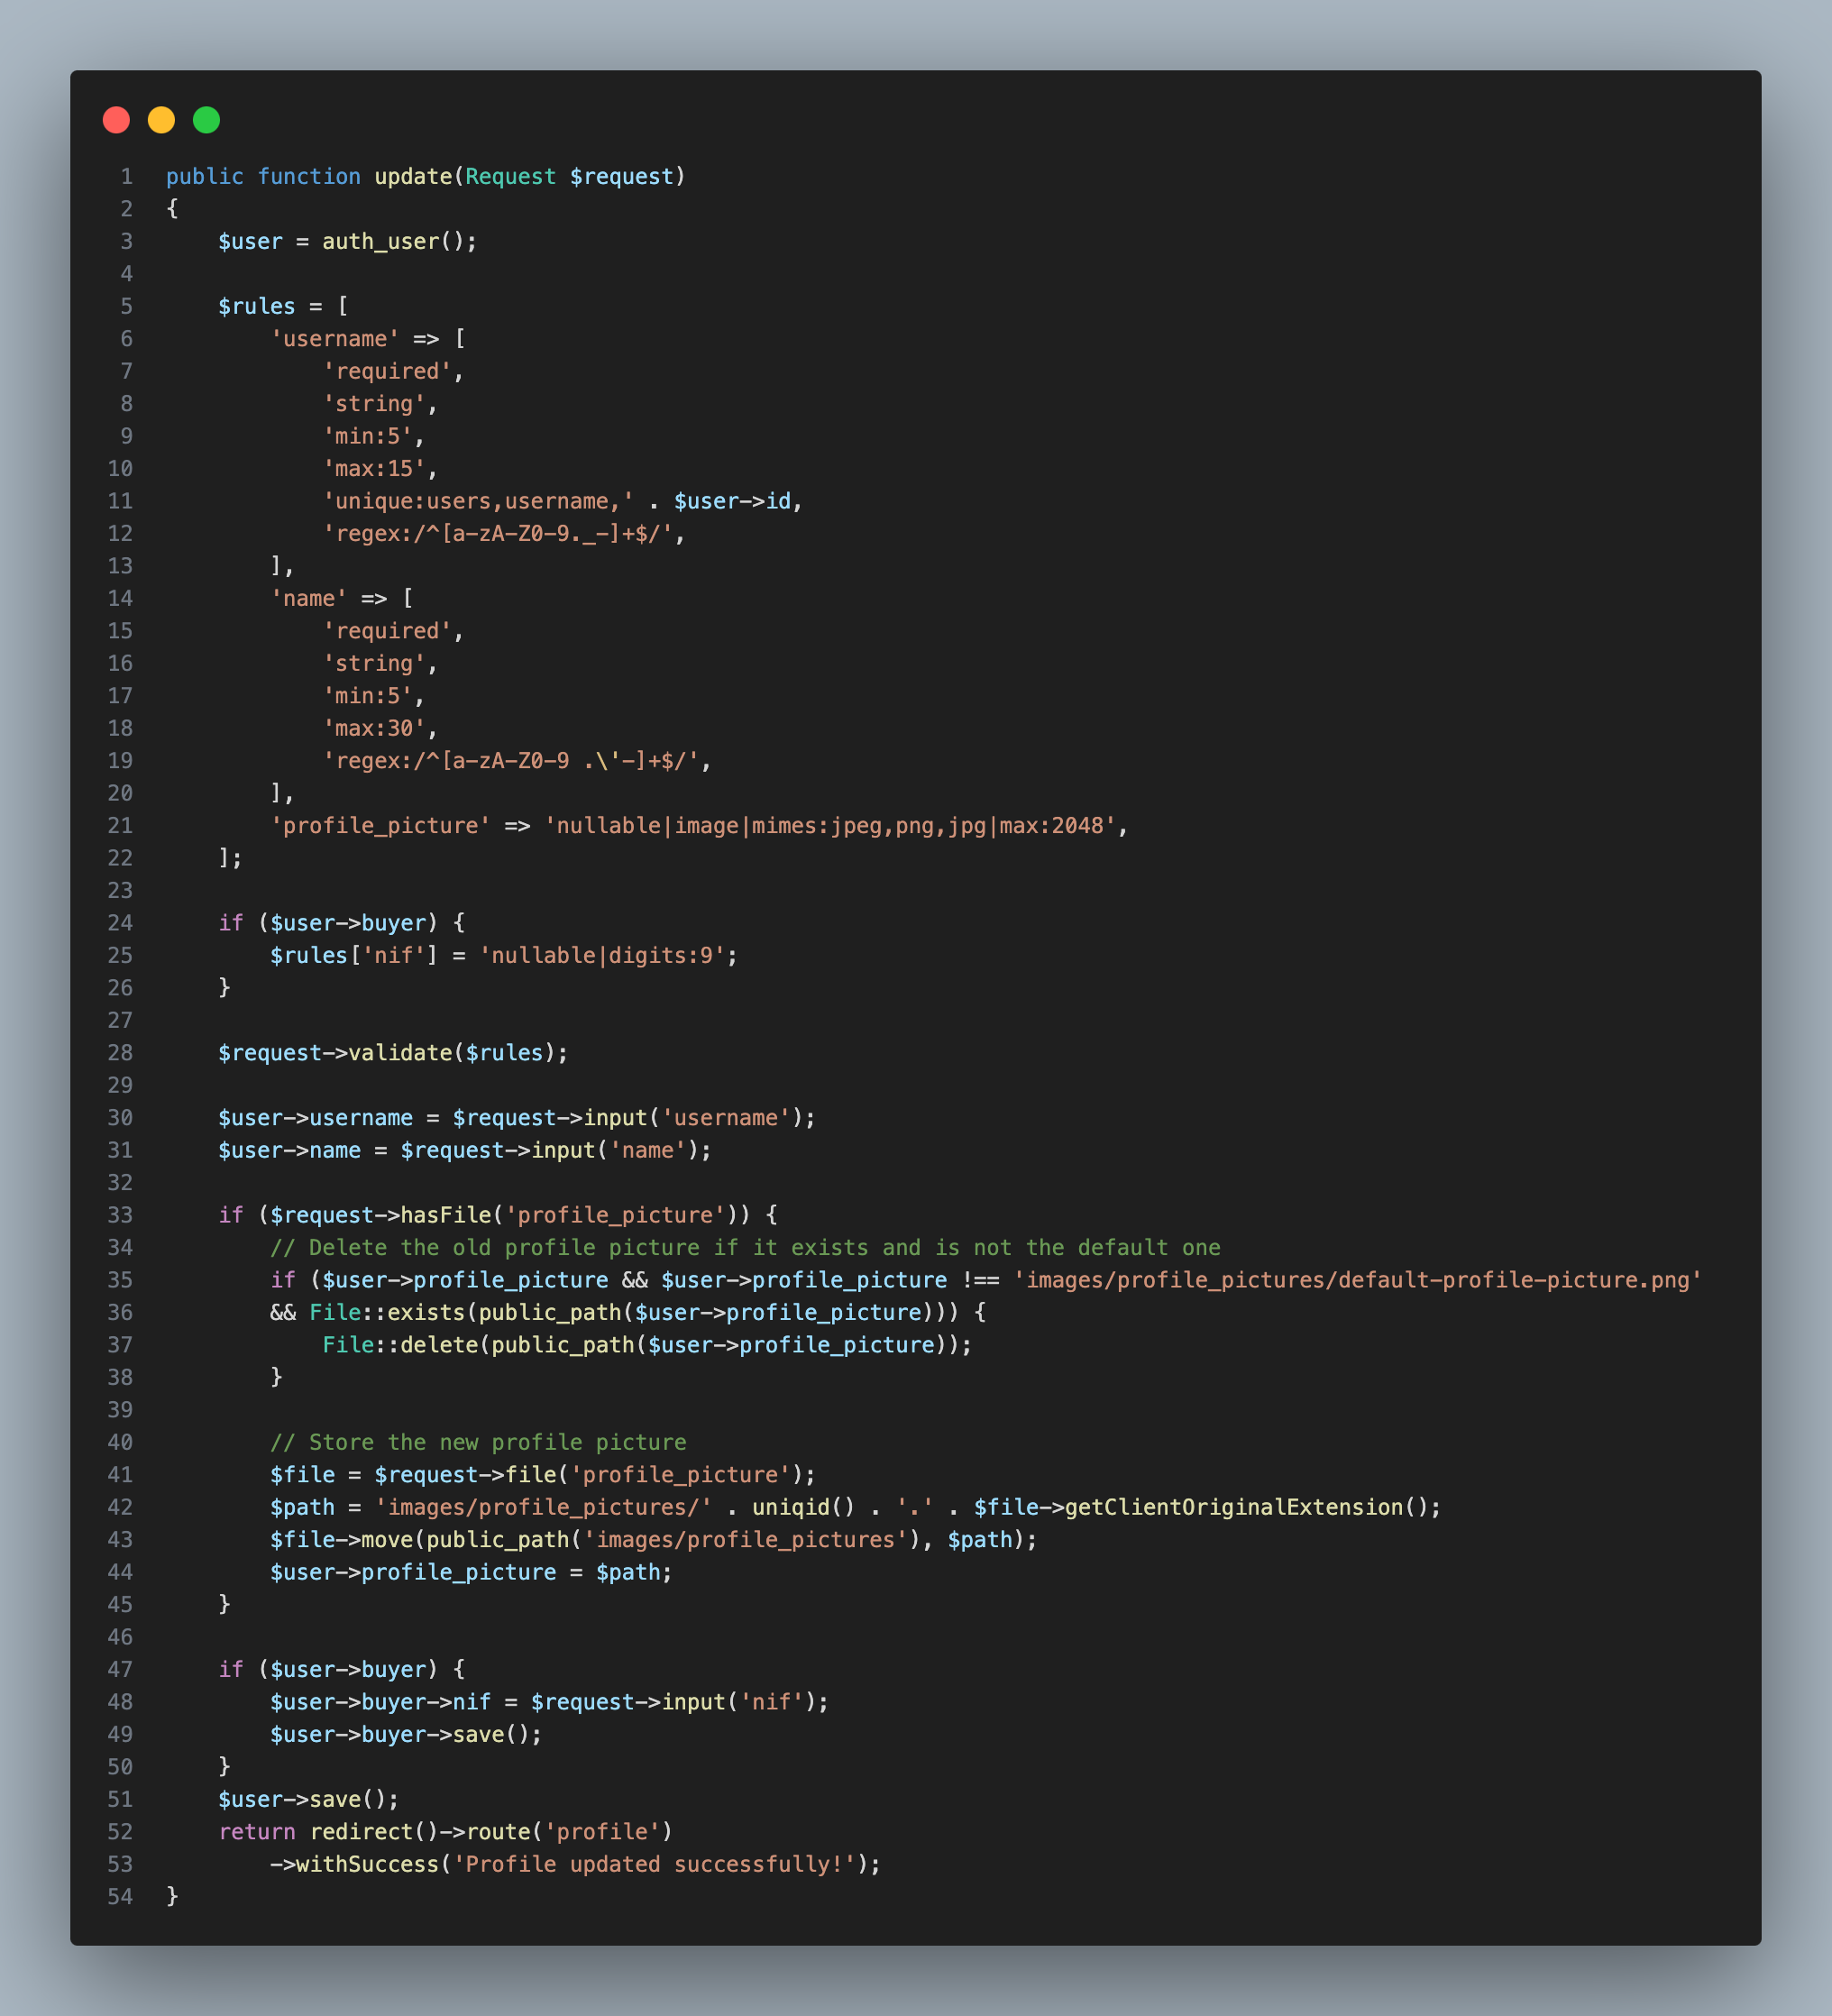 1 public function update(Request $request)
2 {
3     $user = auth_user();
4
5     $rules = [
6         'username' => [
7             'required',
8             'string',
9             'min:5',
10             'max:15',
11             'unique:users,username,' . $user->id,
12             'regex:/^[a-zA-Z0-9._-]+$/',
13         ],
14         'name' => [
15             'required',
16             'string',
17             'min:5',
18             'max:30',
19             'regex:/^[a-zA-Z0-9 .\'-]+$/',
20         ],
21         'profile_picture' => 'nullable|image|mimes:jpeg,png,jpg|max:2048',
22     ];
23
24     if ($user->buyer) {
25         $rules['nif'] = 'nullable|digits:9';
26     }
27
28     $request->validate($rules);
29
30     $user->username = $request->input('username');
31     $user->name = $request->input('name');
32
33     if ($request->hasFile('profile_picture')) {
34         // Delete the old profile picture if it exists and is not the default one
35         if ($user->profile_picture && $user->profile_picture !== 'images/profile_pictures/default-profile-picture.png'
36         && File::exists(public_path($user->profile_picture))) {
37             File::delete(public_path($user->profile_picture));
38         }
39
40         // Store the new profile picture
41         $file = $request->file('profile_picture');
42         $path = 'images/profile_pictures/' . uniqid() . '.' . $file->getClientOriginalExtension();
43         $file->move(public_path('images/profile_pictures'), $path);
44         $user->profile_picture = $path;
45     }
46
47     if ($user->buyer) {
48         $user->buyer->nif = $request->input('nif');
49         $user->buyer->save();
50     }
51     $user->save();
52     return redirect()->route('profile')
53         ->withSuccess('Profile updated successfully!');
54 }